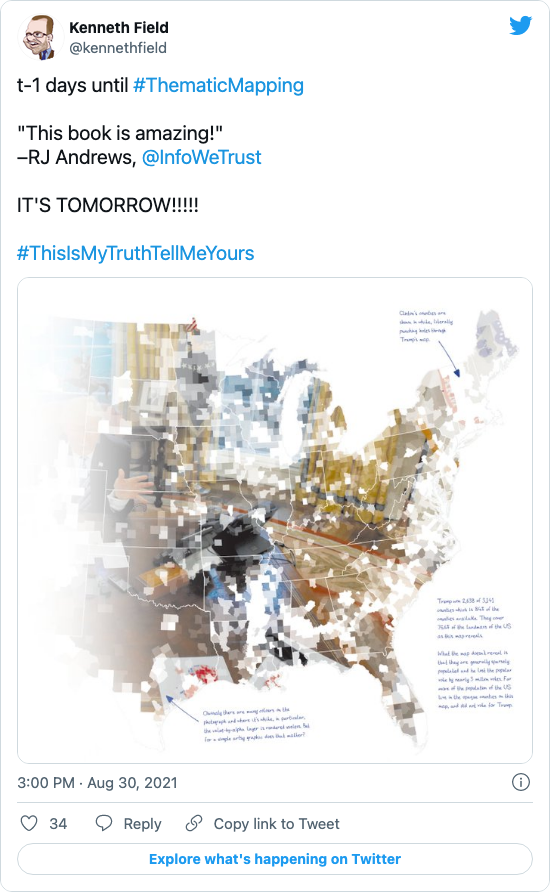 Kenneth Field
@kennethfield
t-1 days until #ThematicMapping
"This book is amazing!"
–RJ Andrews, @InfoWeTrust
IT'S TOMORROW!!!!!
#ThisIsMyTruthTellMeYours
Clinton's counties are
shown in white, literally
punching holes through
Trump's map.
Trump won 2,638 of 3,141
counties which is 84% of the
counties available. They cover
76% of the landmass of the US
as this map reveals.
What the map doesn't reveal is
that they are generally sparsely
populated and he lost the popular
vote by nearly 3 million votes. For
more of the population of the US
live in the opaque counties in this
map, and did not vote for Trump.
Obviously there are many colours in the
photograph and where it's white, in particular,
the value-by-alpha layer is rendered useless. But
for a simple artsy graphic does that matter?
3:00 PM · Aug 30, 2021
34
Reply
Copy link to Tweet
Explore what's happening on Twitter